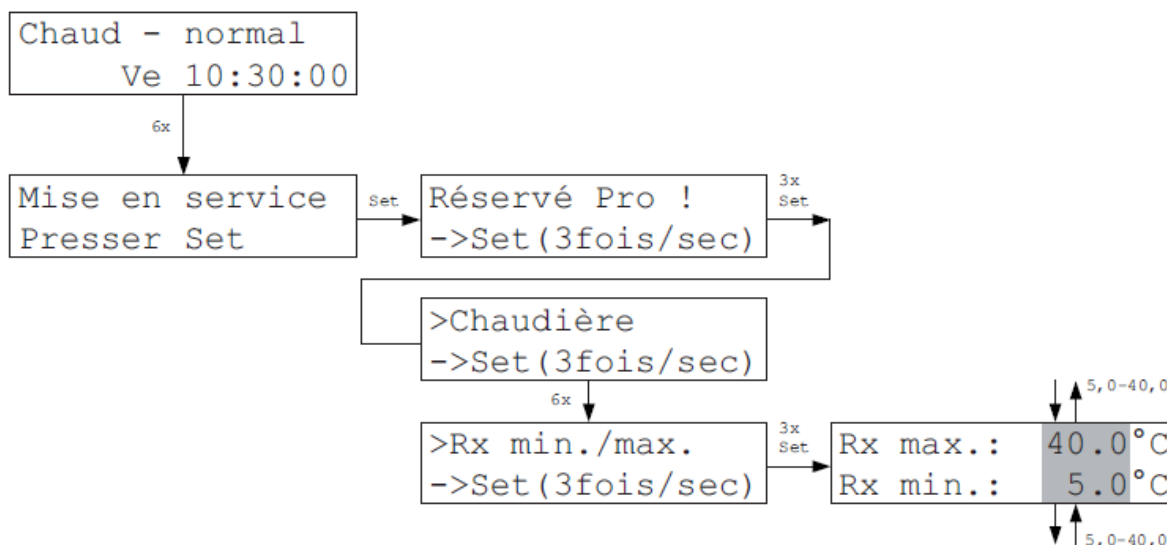 Chaud - normal
Ve 10:30:00
6x
Mise en service
Presser Set
Set
Réservé Pro !
->Set(3fois/sec)
3x
Set
>Chaudière
->Set(3fois/sec)
6x
>Rx min./max.
->Set(3fois/sec)
3x
Set
5,0-40,0
Rx max.: 40.0°C
Rx min.: 5.0°C
5,0-40,0